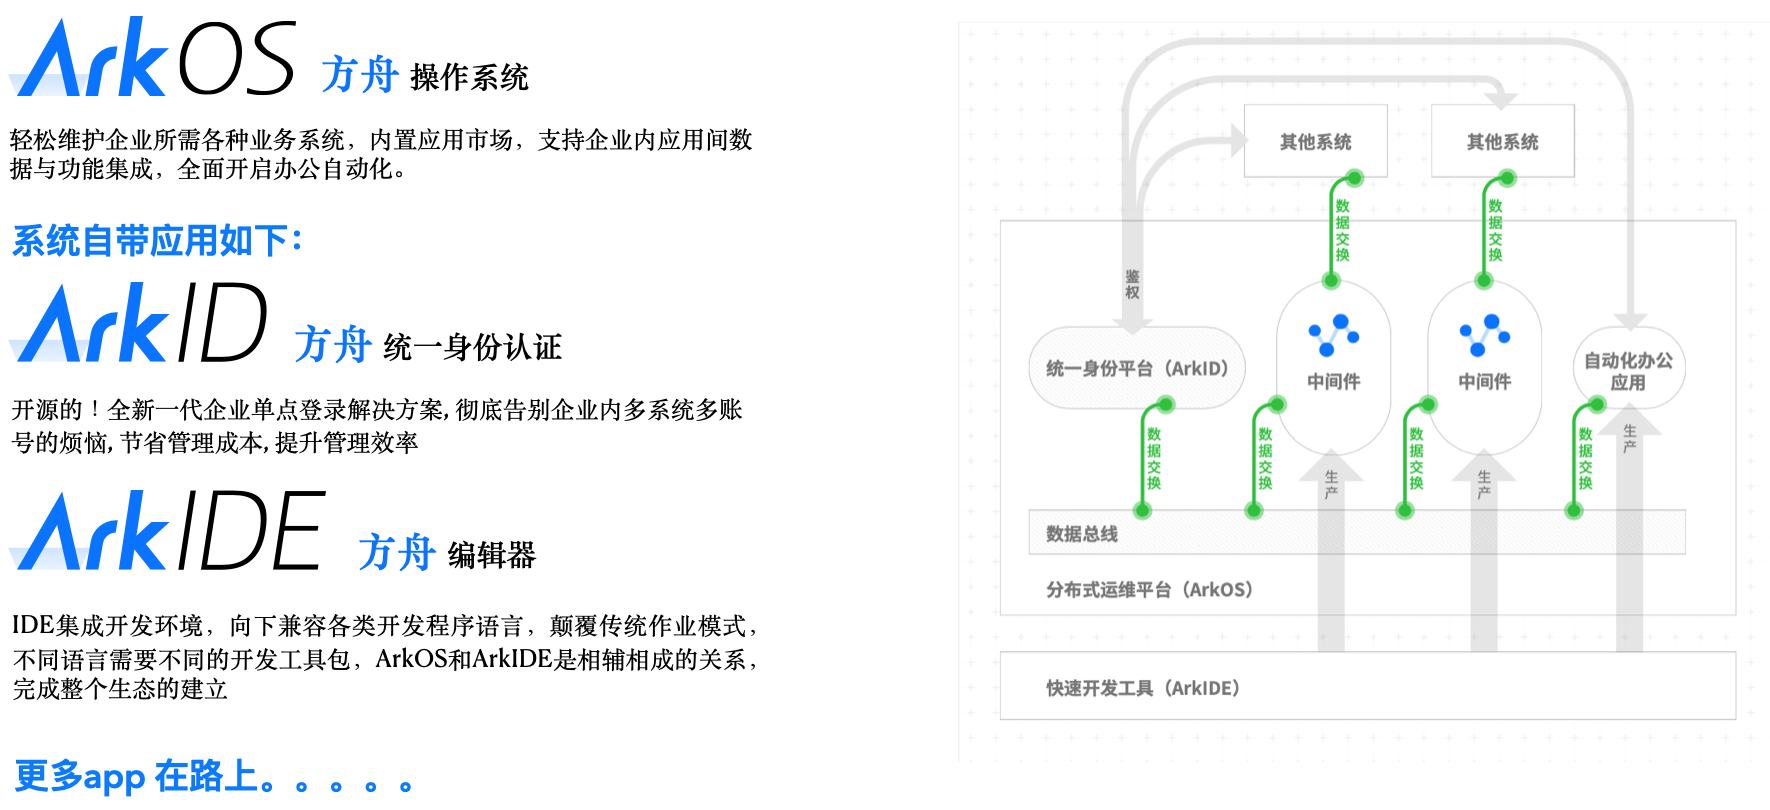 ArkOS 方舟 操作系统
轻松维护企业所需各种业务系统，内置应用市场，支持企业内应用间数
据与功能集成，全面开启办公自动化。
系统自带应用如下：
ArkID 方舟 统一身份认证
开源的！全新一代企业单点登录解决方案, 彻底告别企业内多系统多账
号的烦恼, 节省管理成本, 提升管理效率
ArkIDE 方舟 编辑器
IDE集成开发环境，向下兼容各类开发程序语言，颠覆传统作业模式，
不同语言需要不同的开发工具包，ArkOS和ArkIDE是相辅相成的关系，
完成整个生态的建立
更多app 在路上。。。。。
其他系统
其他系统
数据交换
数据交换
鉴权
统一身份平台（ArkID）
中间件
中间件
自动化办公
应用
数据交换
数据交换
数据交换
数据交换
生产
生产
生产
数据总线
分布式运维平台（ArkOS）
快速开发工具（ArkIDE）